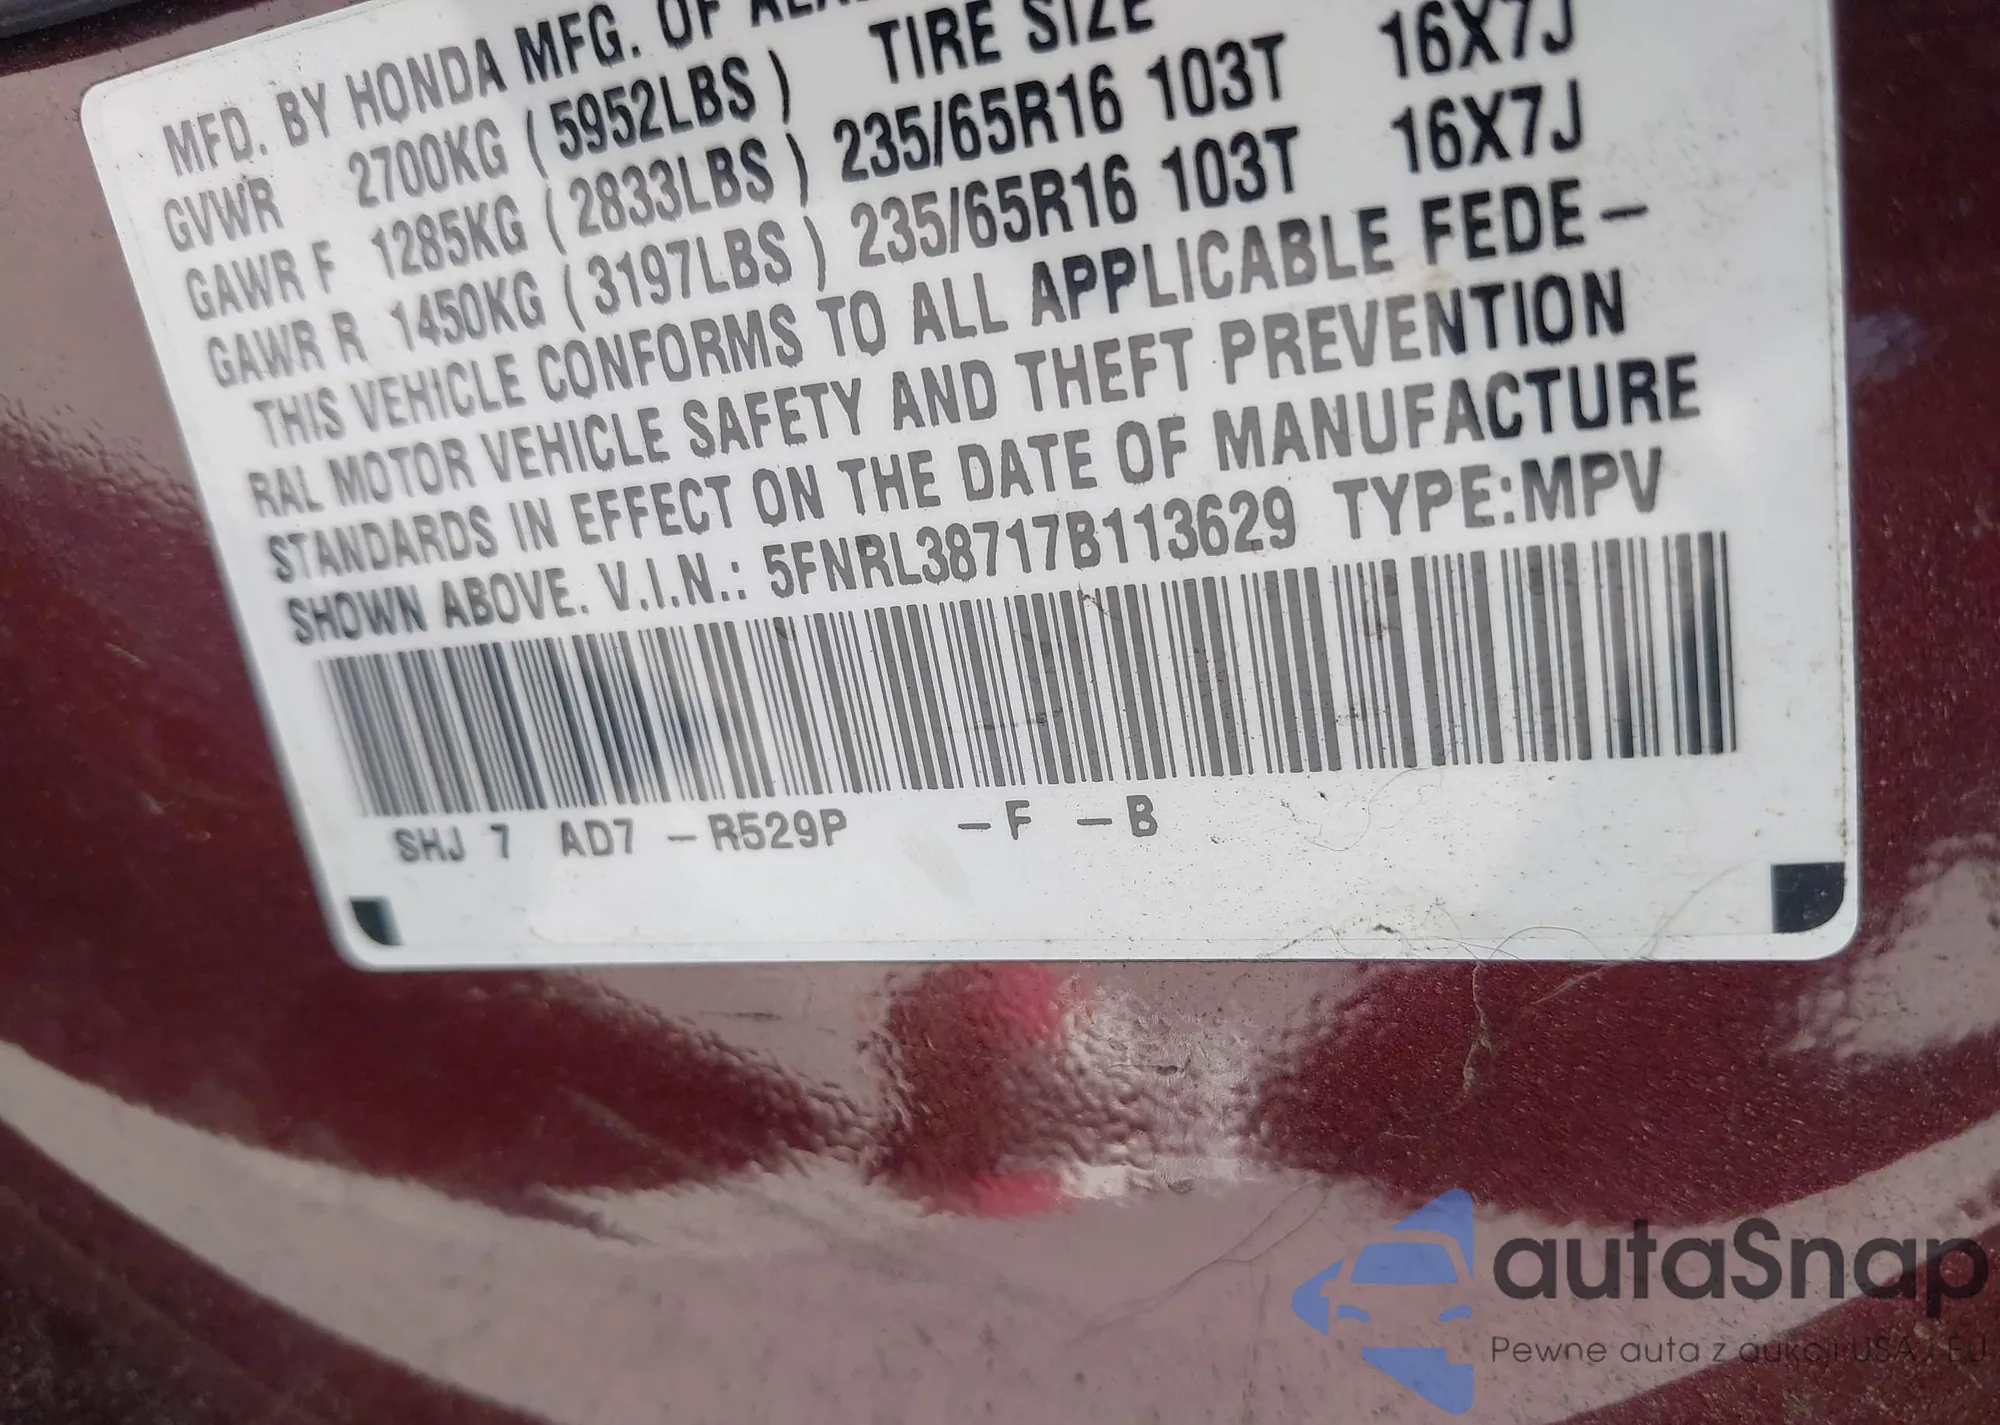 MFD. BY HONDA MFG. OF
GVWR 2700KG ( 5952LBS ) TIRE SIZE
GAWR F 1285KG ( 2833LBS ) 235/65R16 103T 16X7J
GAWR R 1450KG ( 3197LBS ) 235/65R16 103T 16X7J
THIS VEHICLE CONFORMS TO ALL APPLICABLE FEDE-
RAL MOTOR VEHICLE SAFETY AND THEFT PREVENTION
STANDARDS IN EFFECT ON THE DATE OF MANUFACTURE
SHOWN ABOVE. V.I.N.: 5FNRL38717B113629 TYPE:MPV
SHJ 7 AD7 - R529P - F - B
autaSnap
Pewne auta z aukcji USA i EU